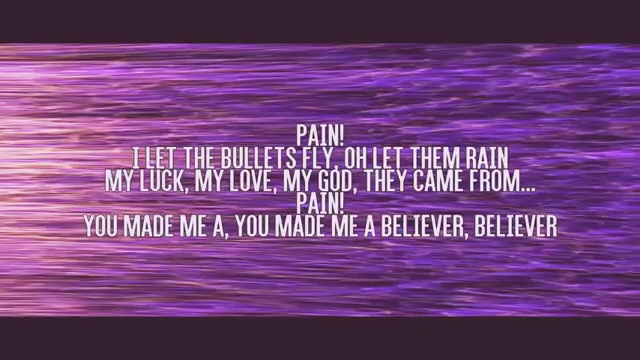 PAIN!
I LET THE BULLETS FLY, OH LET THEM RAIN
MY LUCK, MY LOVE, MY GOD, THEY CAME FROM...
PAIN!
YOU MADE ME A, YOU MADE ME A BELIEVER, BELIEVER